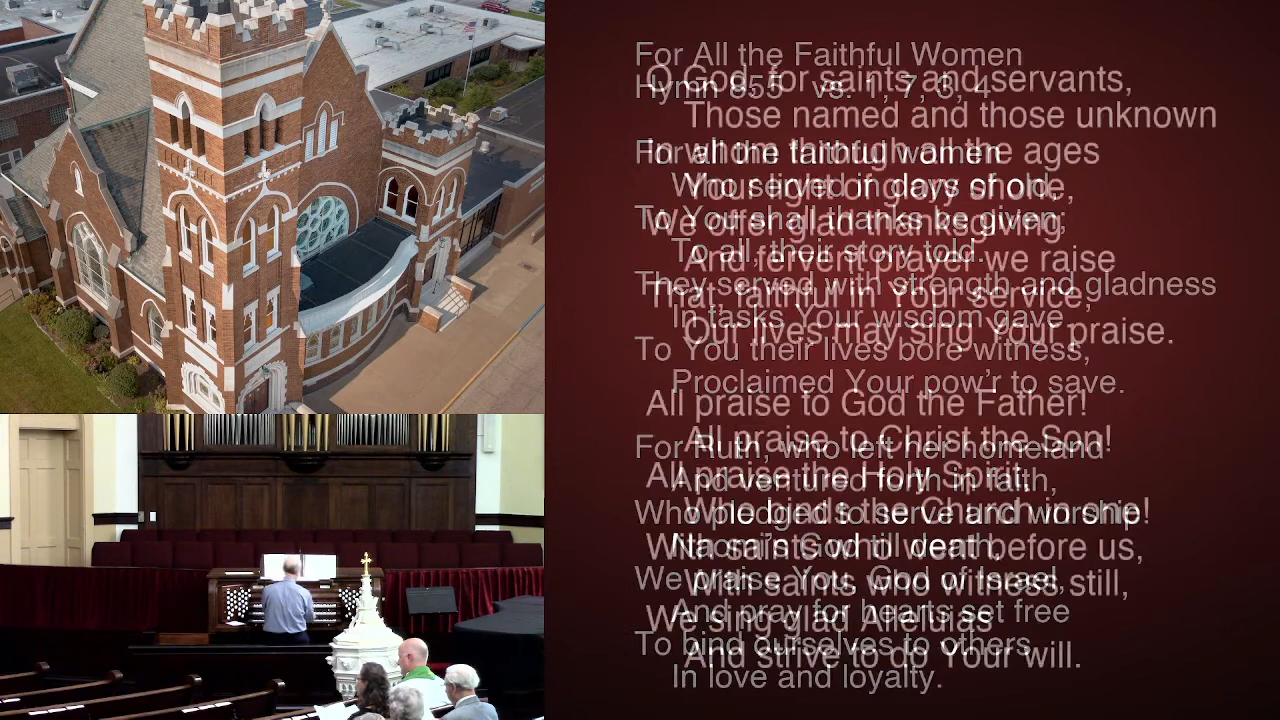 For All the Faithful Women
Hymn 855 vs. 1, 7, 3, 4
For all the faithful women
Who served in days of old,
To You shall thanks be given;
To all, their story told.
They served with strength and gladness
In tasks Your wisdom gave.
To You their lives bore witness,
Proclaimed Your pow’r to save.
For Ruth, who left her homeland
And ventured forth in faith,
Who pledged to serve and worship
Naomi’s God till death,
We praise You, God of Israel,
And pray for hearts set free
To bind ourselves to others
In love and loyalty.
O God, for saints and servants,
Those named and those unknown
In whom through all the ages
Your light of glory shone,
We offer glad thanksgiving
And fervent prayer we raise
That, faithful in Your service,
Our lives may sing Your praise.
All praise to God the Father!
All praise to Christ the Son!
All praise the Holy Spirit,
Who binds the Church in one!
With saints who went before us,
With saints who witness still,
We sing glad Alleluias
And strive to do Your will.